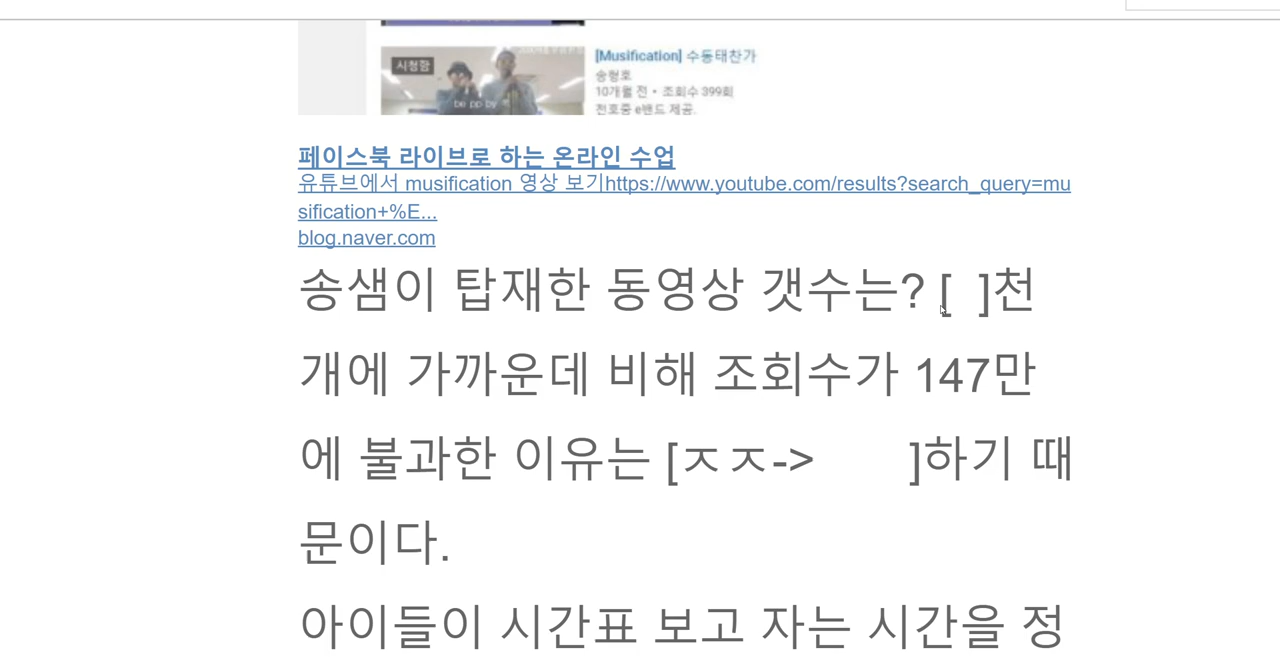 시청함
be pp by
[Musification] 수동태찬가
송형호
10개월 전 • 조회수 399회
전호중 e밴드 제공.
페이스북 라이브로 하는 온라인 수업
유튜브에서 musification 영상 보기https://www.youtube.com/results?search_query=mu
sification+%E...
blog.naver.com
송샘이 탑재한 동영상 갯수는? [  ]천
개에 가까운데 비해 조회수가 147만
에 불과한 이유는 [ㅈㅈ->        ]하기 때
문이다.
아이들이 시간표 보고 자는 시간을 정